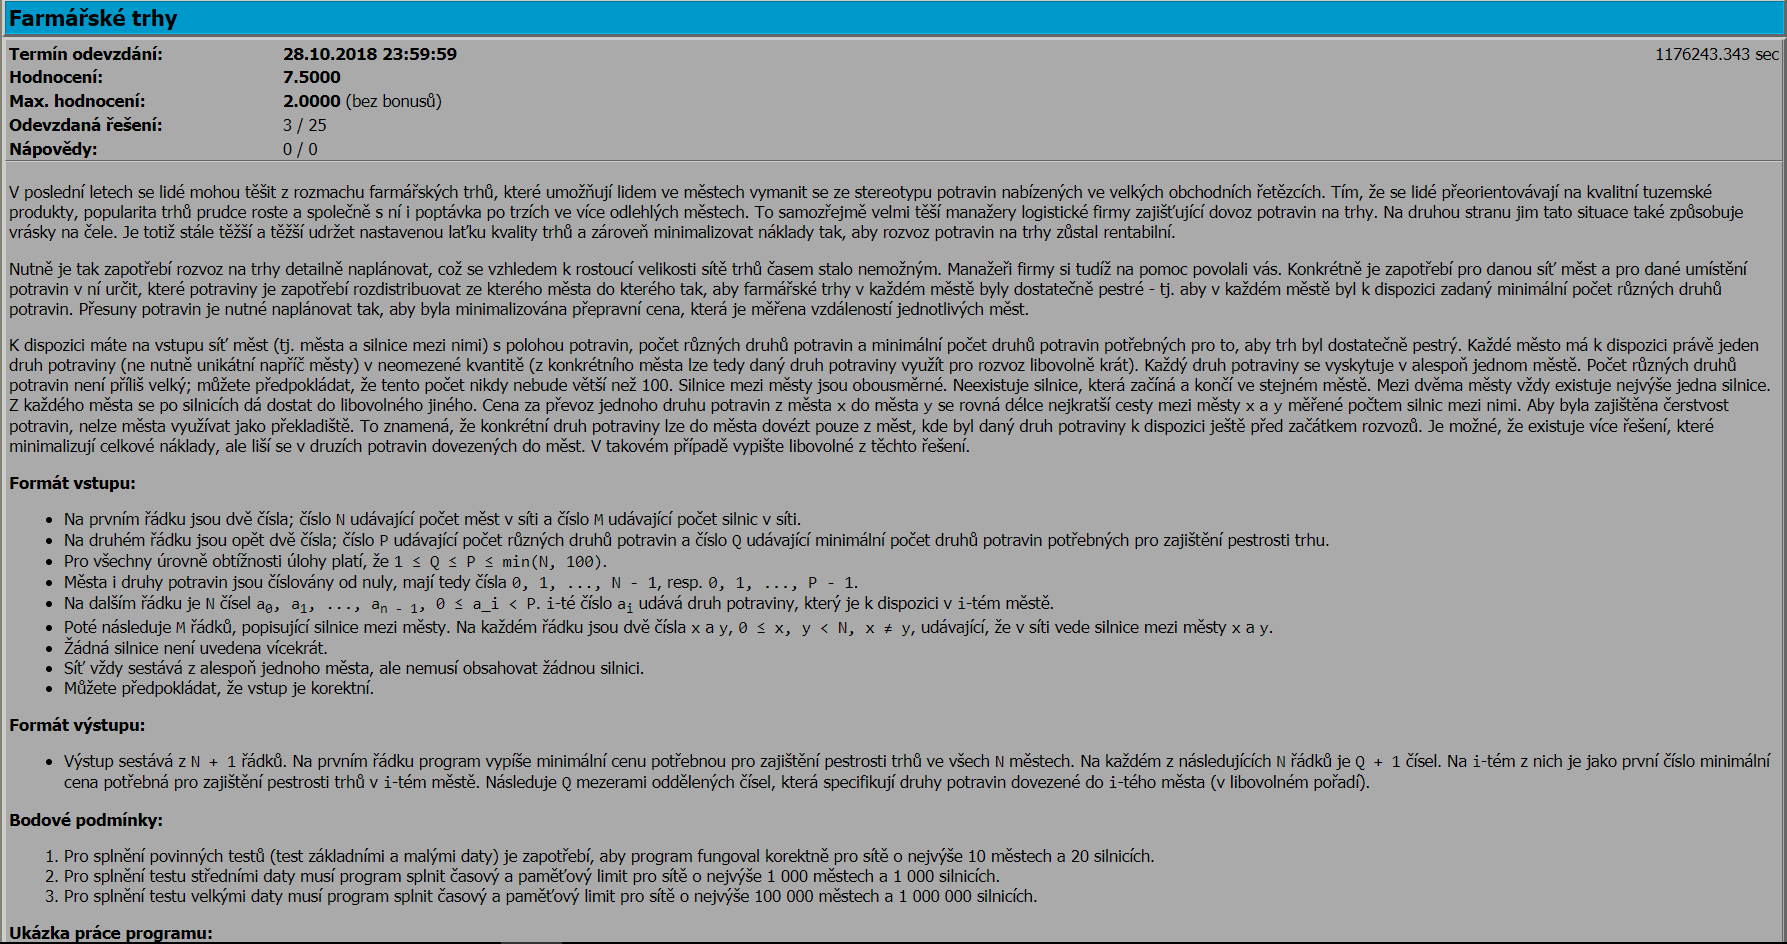 Farmářské trhy
Termín odevzdání: 28.10.2018 23:59:59 1176243.343 sec
Hodnocení: 7.5000
Max. hodnocení: 2.0000 (bez bonusů)
Odevzdaná řešení: 3 / 25
Nápovědy: 0 / 0
V poslední letech se lidé mohou těšit z rozmachu farmářských trhů, které umožňují lidem ve městech vymanit se ze stereotypu potravin nabízených ve velkých obchodních řetězcích. Tím, že se lidé přeorientovávají na kvalitní tuzemské
produkty, popularita trhů prudce roste a společně s ní i poptávka po trzích ve více odlehlých městech. To samozřejmě velmi těší manažery logistické firmy zajišťující dovoz potravin na trhy. Na druhou stranu jim tato situace také způsobuje
vrásky na čele. Je totiž stále těžší a těžší udržet nastavenou laťku kvality trhů a zároveň minimalizovat náklady tak, aby rozvoz potravin na trhy zůstal rentabilní.
Nutně je tak zapotřebí rozvoz na trhy detailně naplánovat, což se vzhledem k rostoucí velikosti sítě trhů časem stalo nemožným. Manažeři firmy si tudíž na pomoc povolali vás. Konkrétně je zapotřebí pro danou síť měst a pro dané umístění
potravin v ní určit, které potraviny je zapotřebí rozdistribuovat ze kterého města do kterého tak, aby farmářské trhy v každém městě byly dostatečně pestré - tj. aby v každém městě byl k dispozici zadaný minimální počet různých druhů
potravin. Přesuny potravin je nutné naplánovat tak, aby byla minimalizována přepravní cena, která je měřena vzdáleností jednotlivých měst.
K dispozici máte na vstupu síť měst (tj. města a silnice mezi nimi) s polohou potravin, počet různých druhů potravin a minimální počet druhů potravin potřebných pro to, aby trh byl dostatečně pestrý. Každé město má k dispozici právě jeden
druh potraviny (ne nutně unikátní napříč městy) v neomezené kvantitě (z konkrétního města lze tedy daný druh potraviny využít pro rozvoz libovolně krát). Každý druh potraviny se vyskytuje v alespoň jednom městě. Počet různých druhů
potravin není příliš velký; můžete předpokládat, že tento počet nikdy nebude větší než 100. Silnice mezi městy jsou obousměrné. Neexistuje silnice, která začíná a končí ve stejném městě. Mezi dvěma městy vždy existuje nejvýše jedna silnice.
Z každého města se po silnicích dá dostat do libovolného jiného. Cena za převoz jednoho druhu potravin z města x do města y se rovná délce nejkratší cesty mezi městy x a y měřené počtem silnic mezi nimi. Aby byla zajištěna čerstvost
potravin, nelze města využívat jako překladiště. To znamená, že konkrétní druh potraviny lze do města dovézt pouze z měst, kde byl daný druh potraviny k dispozici ještě před začátkem rozvozů. Je možné, že existuje více řešení, které
minimalizují celkové náklady, ale liší se v druzích potravin dovezených do měst. V takovém případě vypište libovolné z těchto řešení.
Formát vstupu:
• Na prvním řádku jsou dvě čísla; číslo N udávající počet měst v síti a číslo M udávající počet silnic v síti.
• Na druhém řádku jsou opět dvě čísla; číslo P udávající počet různých druhů potravin a číslo Q udávající minimální počet druhů potravin potřebných pro zajištění pestrosti trhu.
• Pro všechny úrovně obtížnosti úlohy platí, že 1 ≤ Q ≤ P ≤ min(N, 100).
• Města i druhy potravin jsou číslovány od nuly, mají tedy čísla 0, 1, ..., N - 1, resp. 0, 1, ..., P - 1.
• Na dalším řádku je N čísel a0, a1, ..., an - 1, 0 ≤ a_i < P. i-té číslo ai udává druh potraviny, který je k dispozici v i-tém městě.
• Poté následuje M řádků, popisující silnice mezi městy. Na každém řádku jsou dvě čísla x a y, 0 ≤ x, y < N, x ≠ y, udávající, že v síti vede silnice mezi městy x a y.
• Žádná silnice není uvedena vícekrát.
• Síť vždy sestává z alespoň jednoho města, ale nemusí obsahovat žádnou silnici.
• Můžete předpokládat, že vstup je korektní.
Formát výstupu:
• Výstup sestává z N + 1 řádků. Na prvním řádku program vypíše minimální cenu potřebnou pro zajištění pestrosti trhů ve všech N městech. Na každém z následujících N řádků je Q + 1 čísel. Na i-tém z nich je jako první číslo minimální
cena potřebná pro zajištění pestrosti trhů v i-tém městě. Následuje Q mezerami oddělených čísel, která specifikují druhy potravin dovezené do i-tého města (v libovolném pořadí).
Bodové podmínky:
1. Pro splnění povinných testů (test základními a malými daty) je zapotřebí, aby program fungoval korektně pro sítě o nejvýše 10 městech a 20 silnicích.
2. Pro splnění testu středními daty musí program splnit časový a paměťový limit pro sítě o nejvýše 1 000 městech a 1 000 silnicích.
3. Pro splnění testu velkými daty musí program splnit časový a paměťový limit pro sítě o nejvýše 100 000 městech a 1 000 000 silnicích.
Ukázka práce programu: